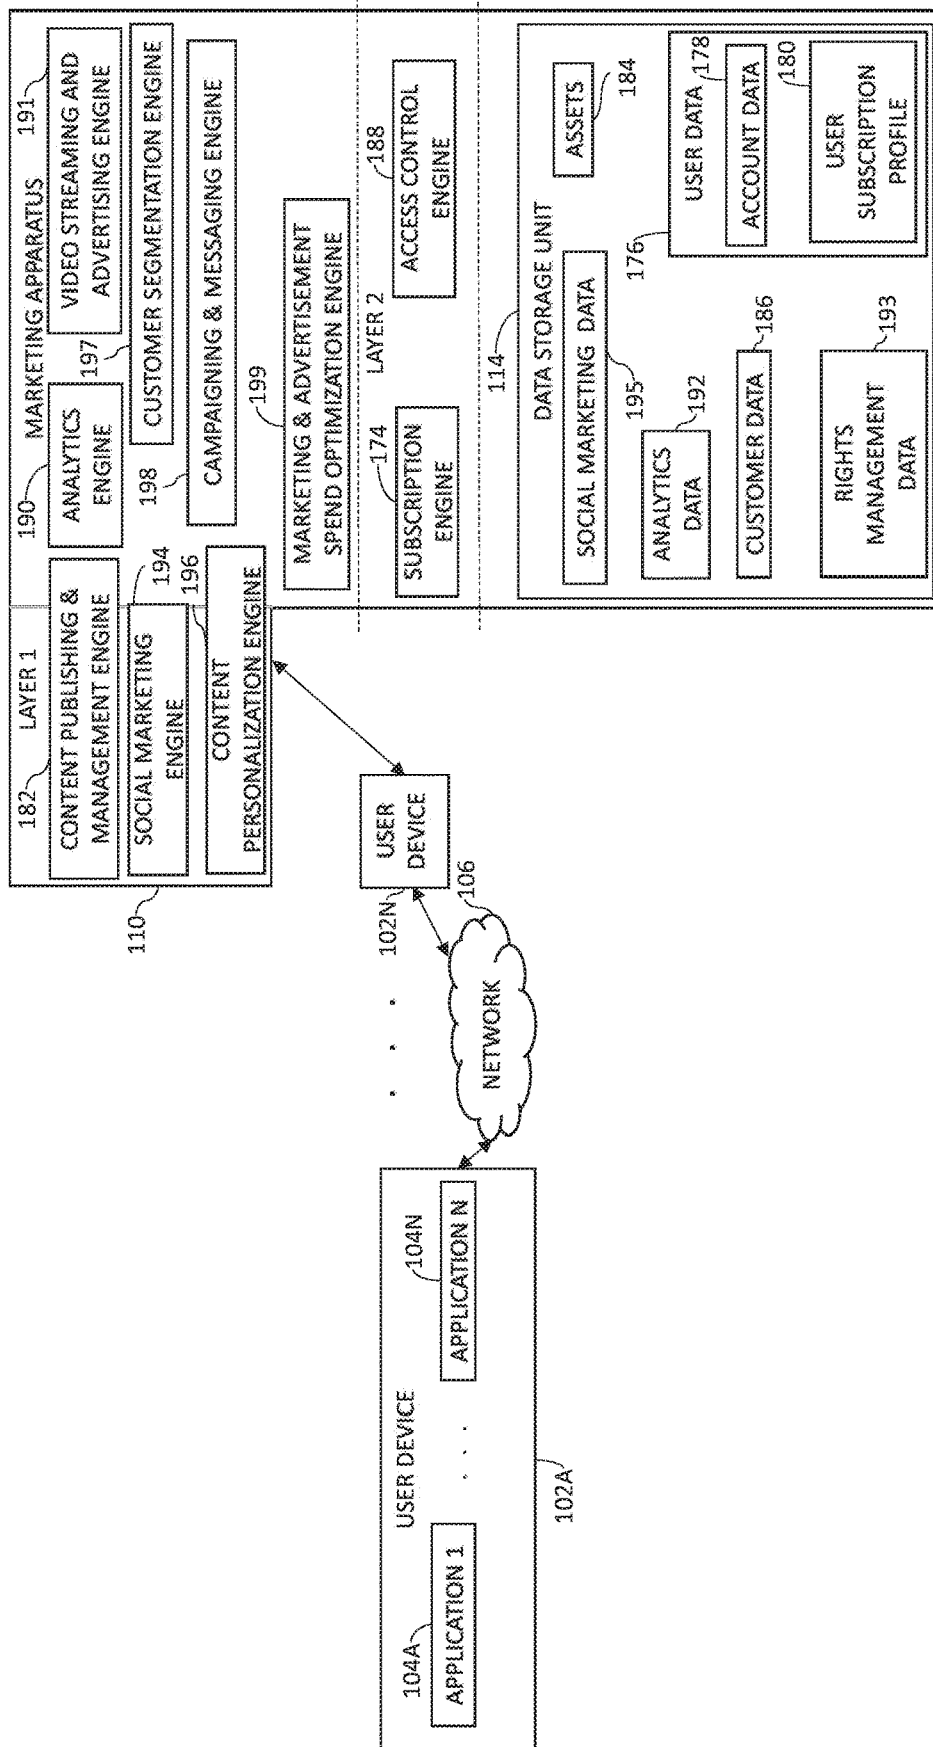 MARKETING APPARATUS
LAYER 1
182
CONTENT PUBLISHING &
MANAGEMENT ENGINE
190
ANALYTICS
ENGINE
191
VIDEO STREAMING AND
ADVERTISING ENGINE
194
SOCIAL MARKETING
ENGINE
197
CUSTOMER SEGMENTATION ENGINE
196
CONTENT
PERSONALIZATION ENGINE
198
CAMPAIGNING & MESSAGING ENGINE
199
MARKETING & ADVERTISEMENT
SPEND OPTIMIZATION ENGINE
110
LAYER 2
174
SUBSCRIPTION
ENGINE
188
ACCESS CONTROL
ENGINE
114
DATA STORAGE UNIT
SOCIAL MARKETING DATA
195
ASSETS
184
ANALYTICS
DATA
192
176
USER DATA
178
ACCOUNT DATA
180
USER
SUBSCRIPTION
PROFILE
CUSTOMER DATA
186
RIGHTS
MANAGEMENT
DATA
193
USER
DEVICE
102N
106
NETWORK
. . .
USER DEVICE
104A
APPLICATION 1
. . .
104N
APPLICATION N
102A